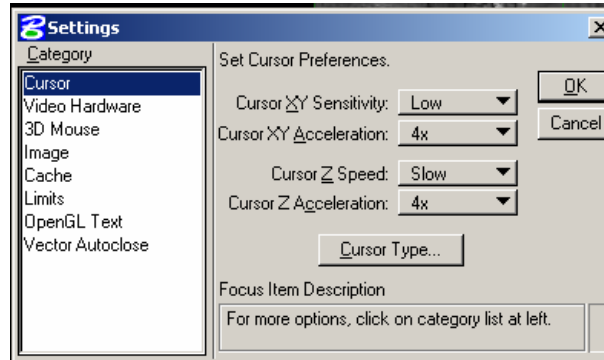 Settings
Category
Cursor
Video Hardware
3D Mouse
Image
Cache
Limits
OpenGL Text
Vector Autoclose
Set Cursor Preferences.
Cursor XY Sensitivity: Low
Cursor XY Acceleration: 4x
Cursor Z Speed: Slow
Cursor Z Acceleration: 4x
Cursor Type...
OK
Cancel
Focus Item Description
For more options, click on category list at left.